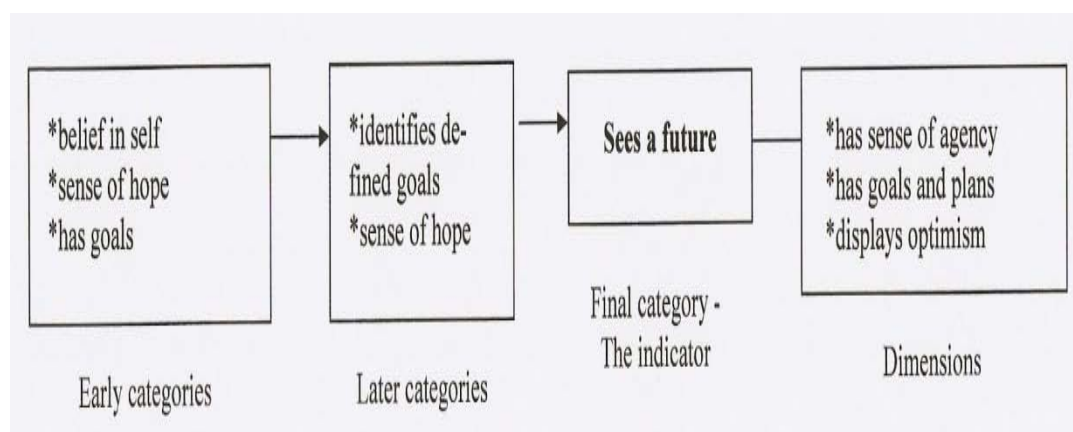 *belief in self
*sense of hope
*has goals
Early categories
*identifies de-
fined goals
*sense of hope
Later categories
Sees a future
Final category -
The indicator
*has sense of agency
*has goals and plans
*displays optimism
Dimensions